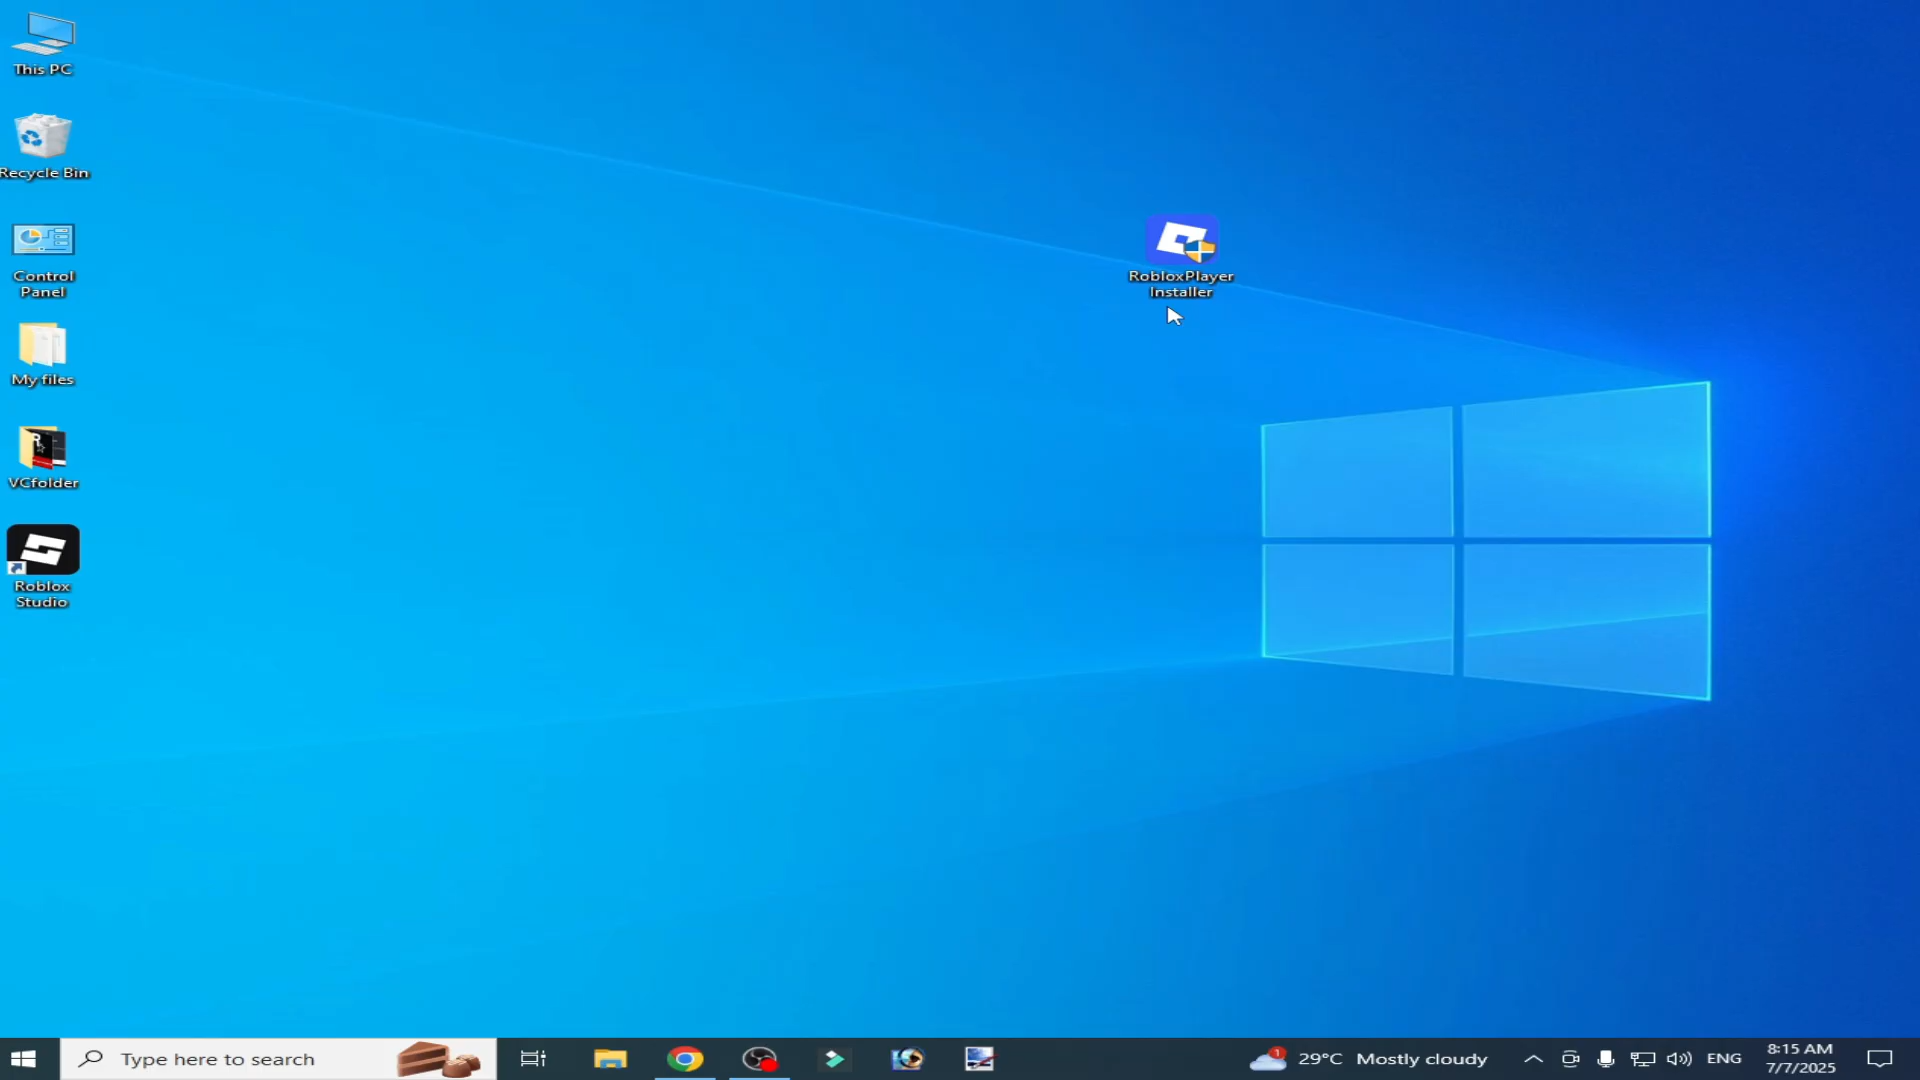 This PC
Recycle Bin
Control
Panel
My files
VCfolder
Roblox
Studio
RobloxPlayer
Installer
Type here to search
1
29°C Mostly cloudy
ENG
8:15 AM
7/7/2025